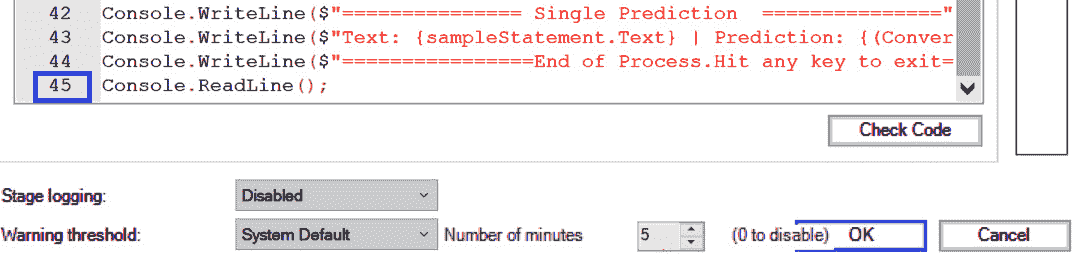 42 Console.WriteLine($"=============== Single Prediction ==============="
43 Console.WriteLine($"Text: {sampleStatement.Text} | Prediction: {(Conver
44 Console.WriteLine($"================End of Process.Hit any key to exit=
45 Console.ReadLine();
Check Code
Stage logging: Disabled
Warning threshold: System Default Number of minutes 5 (0 to disable) OK Cancel